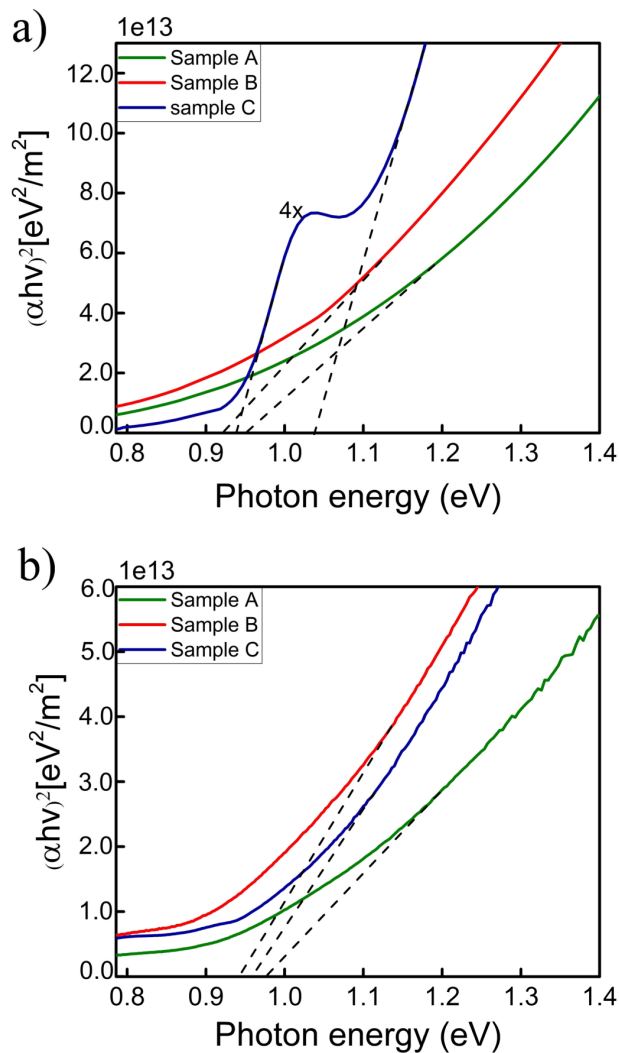 a)
1e13
Sample A
Sample B
sample C
12.0
10.0
8.0
6.0
4.0
2.0
0.0
4x
(αhν)²[eV²/m²]
0.8 0.9 1.0 1.1 1.2 1.3 1.4
Photon energy (eV)
b)
1e13
Sample A
Sample B
Sample C
6.0
5.0
4.0
3.0
2.0
1.0
0.0
(αhν)²[eV²/m²]
0.8 0.9 1.0 1.1 1.2 1.3 1.4
Photon energy (eV)